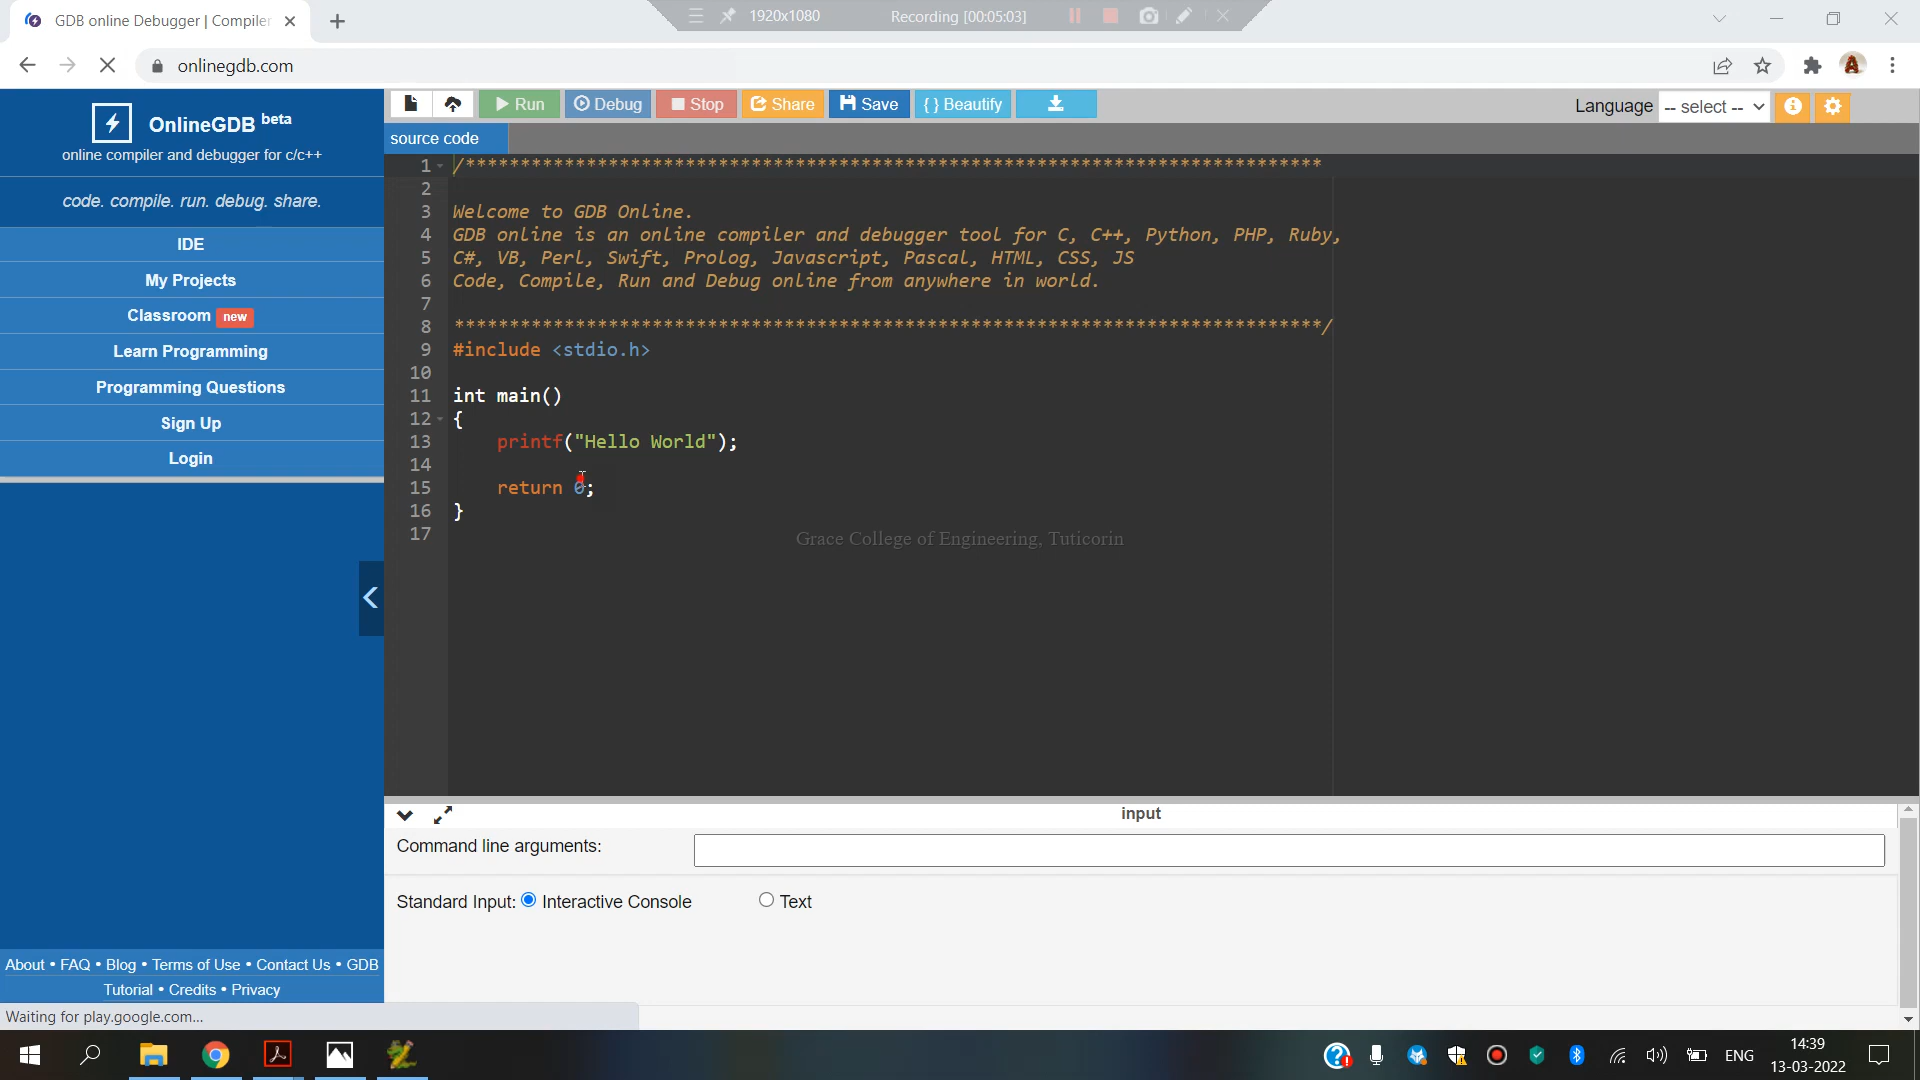 GDB online Debugger | Compiler
1920x1080
Recording [00:05:03]
onlinegdb.com
OnlineGDB beta
online compiler and debugger for c/c++
code. compile. run. debug. share.
IDE
My Projects
Classroom new
Learn Programming
Programming Questions
Sign Up
Login
About • FAQ • Blog • Terms of Use • Contact Us • GDB
Tutorial • Credits • Privacy
Waiting for play.google.com...
Run
Debug
Stop
Share
Save
{ } Beautify
Language -- select --
source code
1 /******************************************************************************
2
3 Welcome to GDB Online.
4 GDB online is an online compiler and debugger tool for C, C++, Python, PHP, Ruby,
5 C#, VB, Perl, Swift, Prolog, Javascript, Pascal, HTML, CSS, JS
6 Code, Compile, Run and Debug online from anywhere in world.
7
8 *******************************************************************************/
9 #include <stdio.h>
10
11 int main()
12 {
13 printf("Hello World");
14
15 return 0;
16 }
17
Grace College of Engineering, Tuticorin
input
Command line arguments:
Standard Input: Interactive Console Text
ENG
14:39
13-03-2022